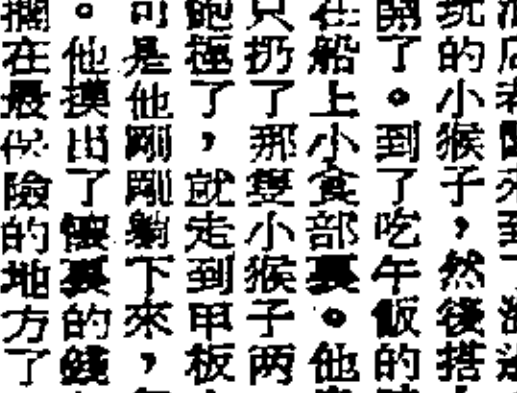 玩的小猴子，然後搭
開了。到了吃午飯的
在船上小食部裏。他
只扔了那隻小猴子两
飽極了，就走到甲板
可是他剛剛躺下來，
。他摸出了懷裏的錢
擱在最保險的地方了